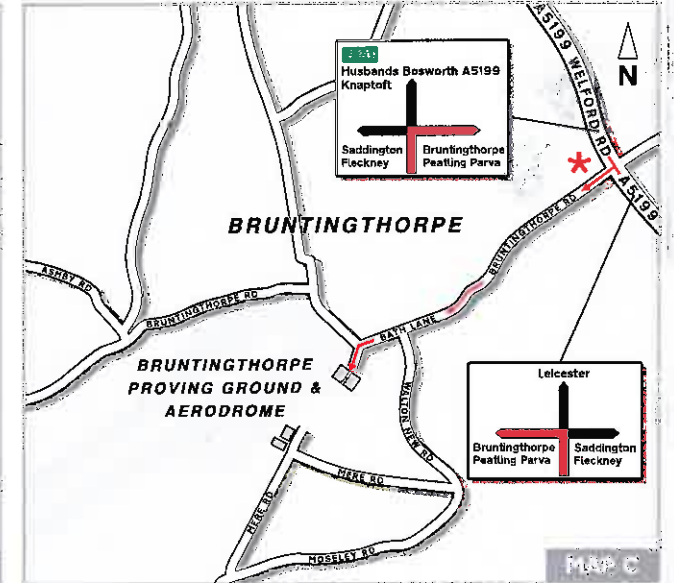 A5199 WELFORD RD
N
Husbands Bosworth A5199
Knaptoft
Saddington
Fleckney
Bruntingthorpe
Peatling Parva
*
A5199
BRUNTINGTHORPE
BRUNTINGTHORPE RD
ASHBY RD
BRUNTINGTHORPE RD
BATH LANE
BRUNTINGTHORPE
PROVING GROUND &
AERODROME
WALTON NEW RD
Leicester
Bruntingthorpe
Peatling Parva
Saddington
Fleckney
MERE RD
MERE RD
MOSELEY RD
MAP C